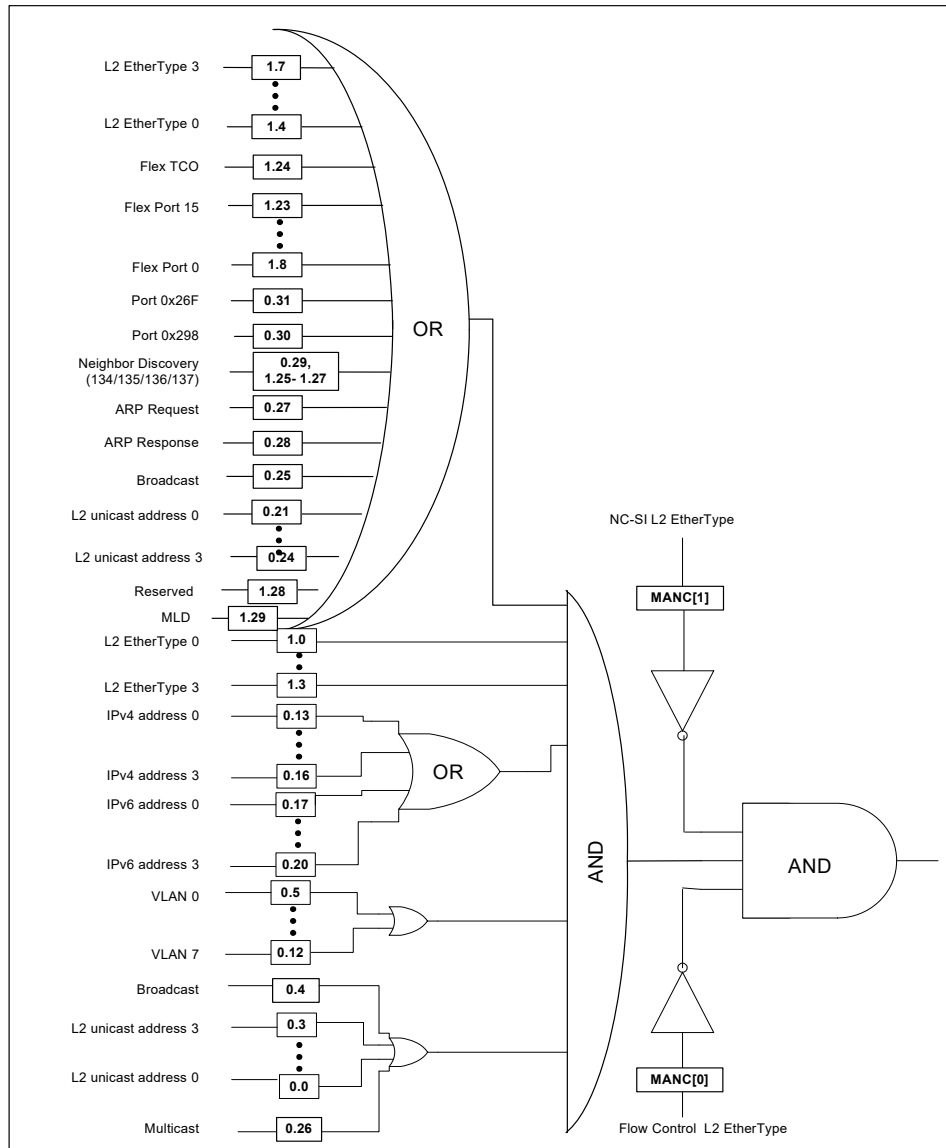 L2 EtherType 3 1.7
L2 EtherType 0 1.4
Flex TCO 1.24
Flex Port 15 1.23
Flex Port 0 1.8
Port 0x26F 0.31
Port 0x298 0.30
Neighbor Discovery
(134/135/136/137)
0.29,
1.25- 1.27
ARP Request 0.27
ARP Response 0.28
Broadcast 0.25
L2 unicast address 0 0.21
L2 unicast address 3 0.24
Reserved 1.28
MLD 1.29
OR
L2 EtherType 0 1.0
L2 EtherType 3 1.3
IPv4 address 0 0.13
IPv4 address 3 0.16
IPv6 address 0 0.17
IPv6 address 3 0.20
OR
VLAN 0 0.5
VLAN 7 0.12
Broadcast 0.4
L2 unicast address 3 0.3
L2 unicast address 0 0.0
Multicast 0.26
AND
NC-SI L2 EtherType
MANC[1]
AND
MANC[0]
Flow Control L2 EtherType